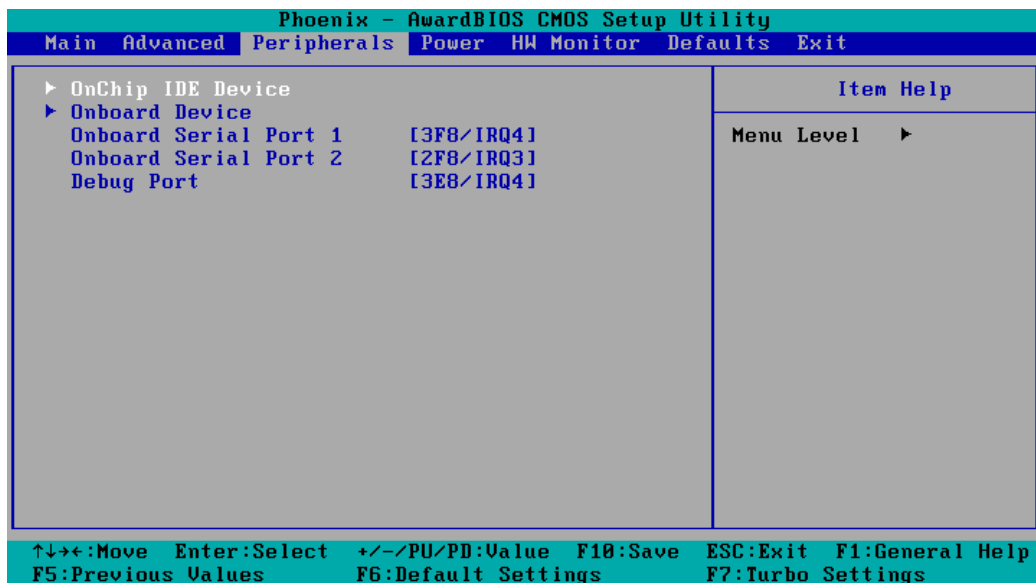 Phoenix - AwardBIOS CMOS Setup Utility
Main Advanced Peripherals Power HW Monitor Defaults Exit
▶ OnChip IDE Device
▶ Onboard Device
Onboard Serial Port 1 [3F8/IRQ4]
Onboard Serial Port 2 [2F8/IRQ3]
Debug Port [3E8/IRQ4]
Item Help
Menu Level ▶
↑↓→←:Move Enter:Select +/-/PU/PD:Value F10:Save ESC:Exit F1:General Help
F5:Previous Values F6:Default Settings F7:Turbo Settings